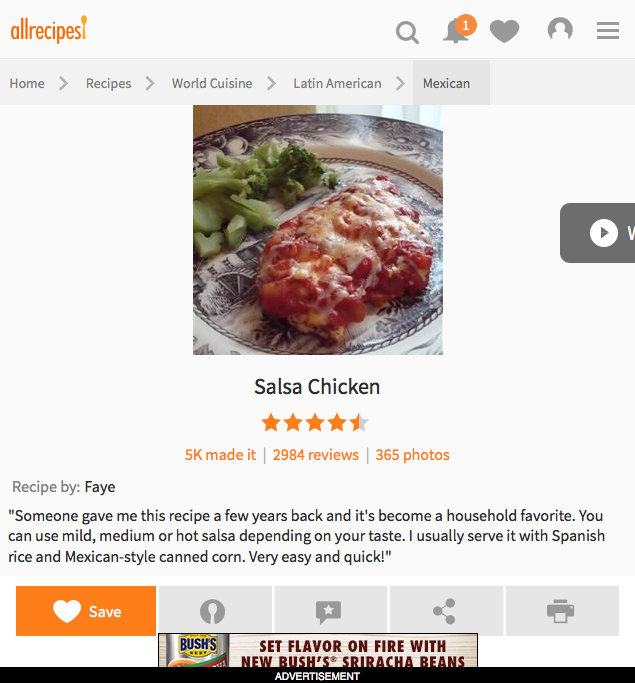 allrecipes
1
Home Recipes World Cuisine Latin American Mexican
Salsa Chicken
5K made it | 2984 reviews | 365 photos
Recipe by: Faye
"Someone gave me this recipe a few years back and it's become a household favorite. You
can use mild, medium or hot salsa depending on your taste. I usually serve it with Spanish
rice and Mexican-style canned corn. Very easy and quick!"
Save
BUSH'S
BEST
SET FLAVOR ON FIRE WITH
NEW BUSH'S® SRIRACHA BEANS
ADVERTISEMENT